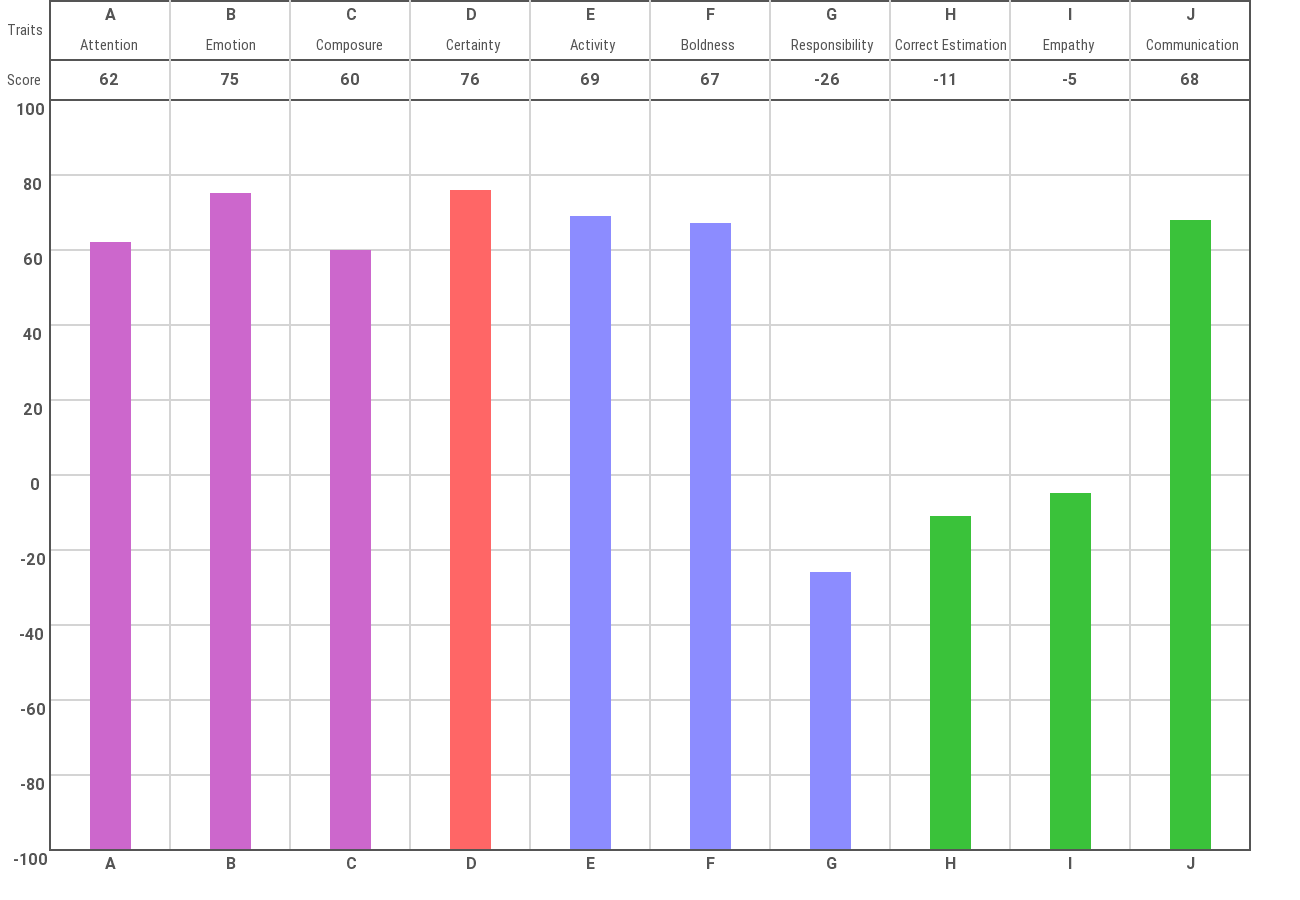 A B C D E F G H I J
Traits
Attention Emotion Composure Certainty Activity Boldness Responsibility Correct Estimation Empathy Communication
Score 62 75 60 76 69 67 -26 -11 -5 68
100
80
60
40
20
0
-20
-40
-60
-80
-100
A B C D E F G H I J